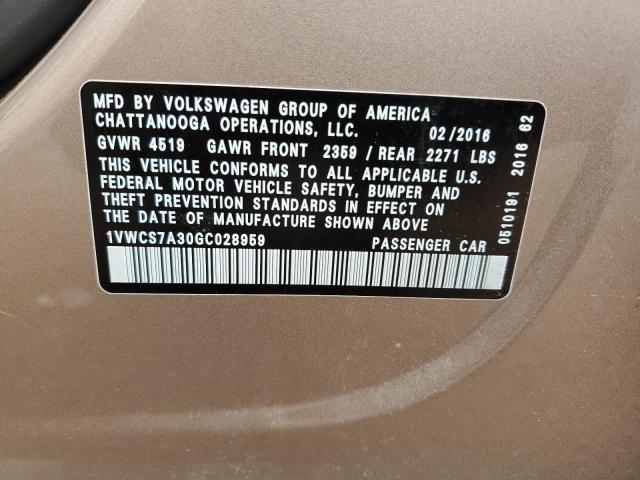 MFD BY VOLKSWAGEN GROUP OF AMERICA
CHATTANOOGA OPERATIONS, LLC. 02/2016
GVWR 4519 GAWR FRONT 2359 / REAR 2271 LBS
THIS VEHICLE CONFORMS TO ALL APPLICABLE U.S.
FEDERAL MOTOR VEHICLE SAFETY, BUMPER AND
THEFT PREVENTION STANDARDS IN EFFECT ON
THE DATE OF MANUFACTURE SHOWN ABOVE
1VWCS7A30GC028959 PASSENGER CAR
0510191 2016 62